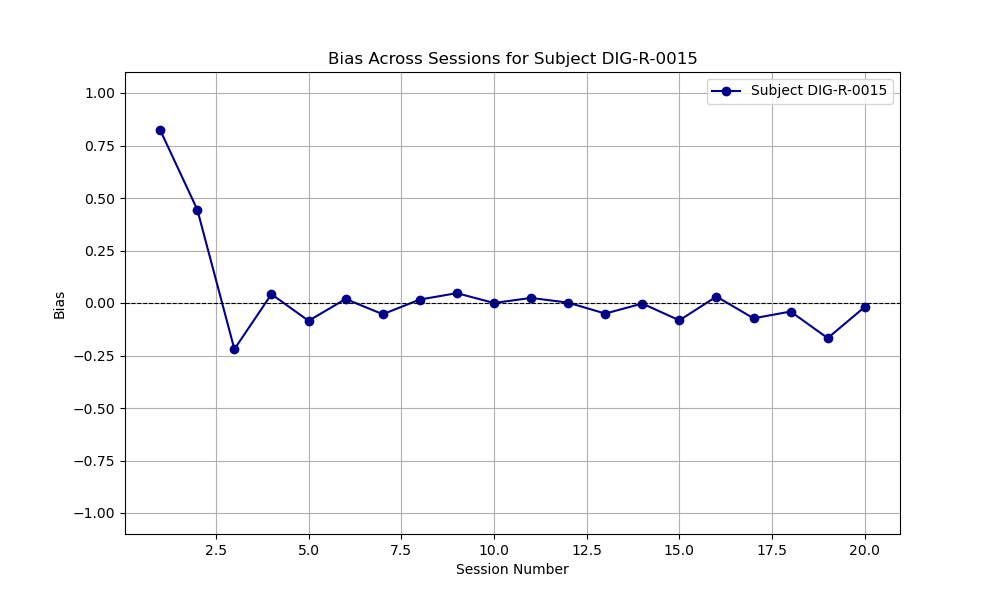 Bias Across Sessions for Subject DIG-R-0015
Subject DIG-R-0015
1.00
0.75
0.50
0.25
0.00
−0.25
−0.50
−0.75
−1.00
Bias
2.5 5.0 7.5 10.0 12.5 15.0 17.5 20.0
Session Number